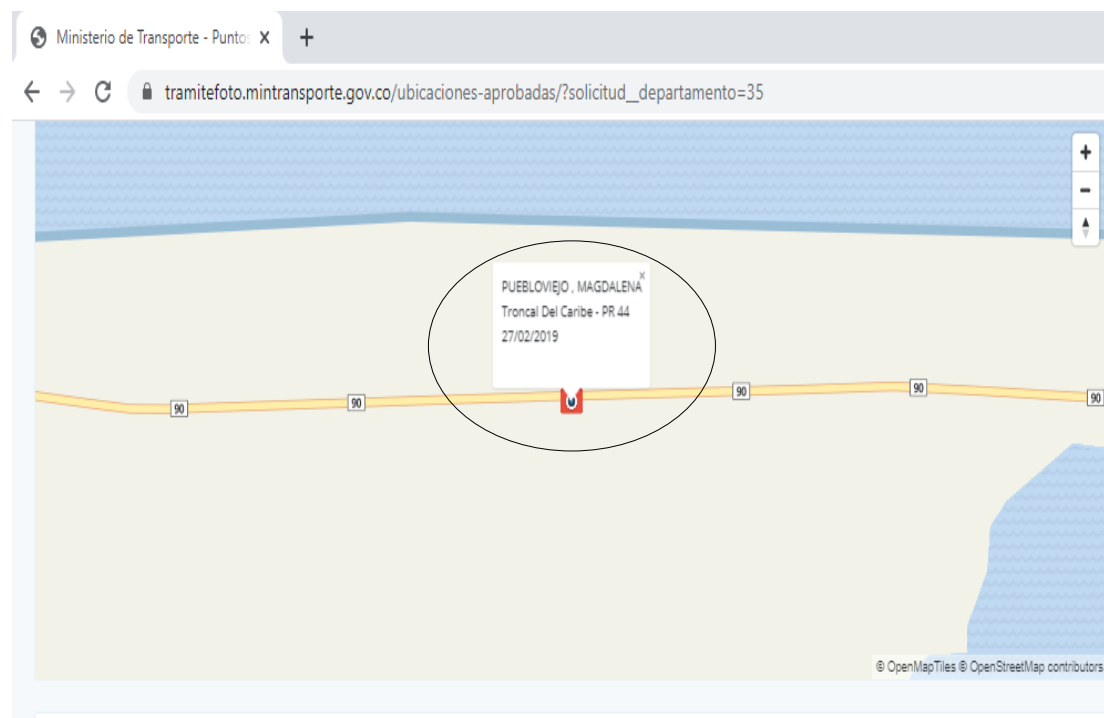 Ministerio de Transporte - Puntos
tramitefoto.mintransporte.gov.co/ubicaciones-aprobadas/?solicitud__departamento=35
PUEBLOVIEJO , MAGDALENA
Troncal Del Caribe - PR 44
27/02/2019
90
90
90
90
90
© OpenMapTiles © OpenStreetMap contributors